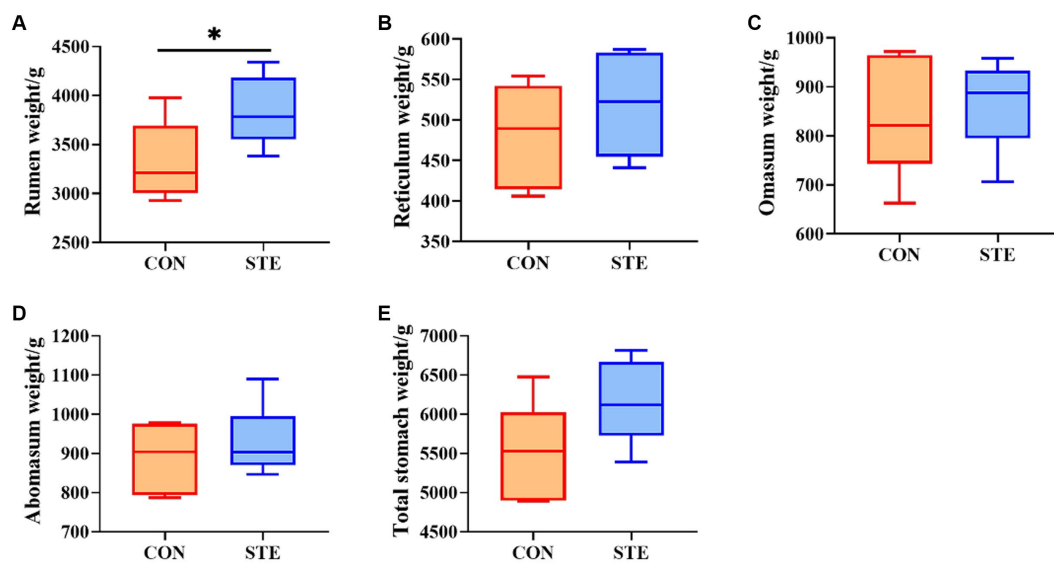 A
Rumen weight/g
4500
4000
3500
3000
2500
*
CON
STE
B
Reticulum weight/g
600
550
500
450
400
350
CON
STE
C
Omasum weight/g
1000
900
800
700
600
CON
STE
D
Abomasum weight/g
1200
1100
1000
900
800
700
CON
STE
E
Total stomach weight/g
7000
6500
6000
5500
5000
4500
CON
STE